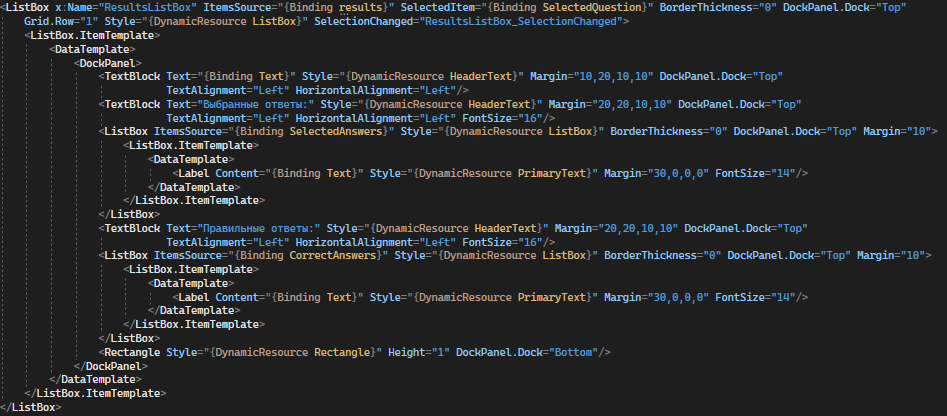 <ListBox x:Name="ResultsListBox" ItemsSource="{Binding results}" SelectedItem="{Binding SelectedQuestion}" BorderThickness="0" DockPanel.Dock="Top"
Grid.Row="1" Style="{DynamicResource ListBox}" SelectionChanged="ResultsListBox_SelectionChanged">
<ListBox.ItemTemplate>
<DataTemplate>
<DockPanel>
<TextBlock Text="{Binding Text}" Style="{DynamicResource HeaderText}" Margin="10,20,10,10" DockPanel.Dock="Top"
TextAlignment="Left" HorizontalAlignment="Left"/>
<TextBlock Text="Выбранные ответы:" Style="{DynamicResource HeaderText}" Margin="20,20,10,10" DockPanel.Dock="Top"
TextAlignment="Left" HorizontalAlignment="Left" FontSize="16"/>
<ListBox ItemsSource="{Binding SelectedAnswers}" Style="{DynamicResource ListBox}" BorderThickness="0" DockPanel.Dock="Top" Margin="10">
<ListBox.ItemTemplate>
<DataTemplate>
<Label Content="{Binding Text}" Style="{DynamicResource PrimaryText}" Margin="30,0,0,0" FontSize="14"/>
</DataTemplate>
</ListBox.ItemTemplate>
</ListBox>
<TextBlock Text="Правильные ответы:" Style="{DynamicResource HeaderText}" Margin="20,20,10,10" DockPanel.Dock="Top"
TextAlignment="Left" HorizontalAlignment="Left" FontSize="16"/>
<ListBox ItemsSource="{Binding CorrectAnswers}" Style="{DynamicResource ListBox}" BorderThickness="0" DockPanel.Dock="Top" Margin="10">
<ListBox.ItemTemplate>
<DataTemplate>
<Label Content="{Binding Text}" Style="{DynamicResource PrimaryText}" Margin="30,0,0,0" FontSize="14"/>
</DataTemplate>
</ListBox.ItemTemplate>
</ListBox>
<Rectangle Style="{DynamicResource Rectangle}" Height="1" DockPanel.Dock="Bottom"/>
</DockPanel>
</DataTemplate>
</ListBox.ItemTemplate>
</ListBox>